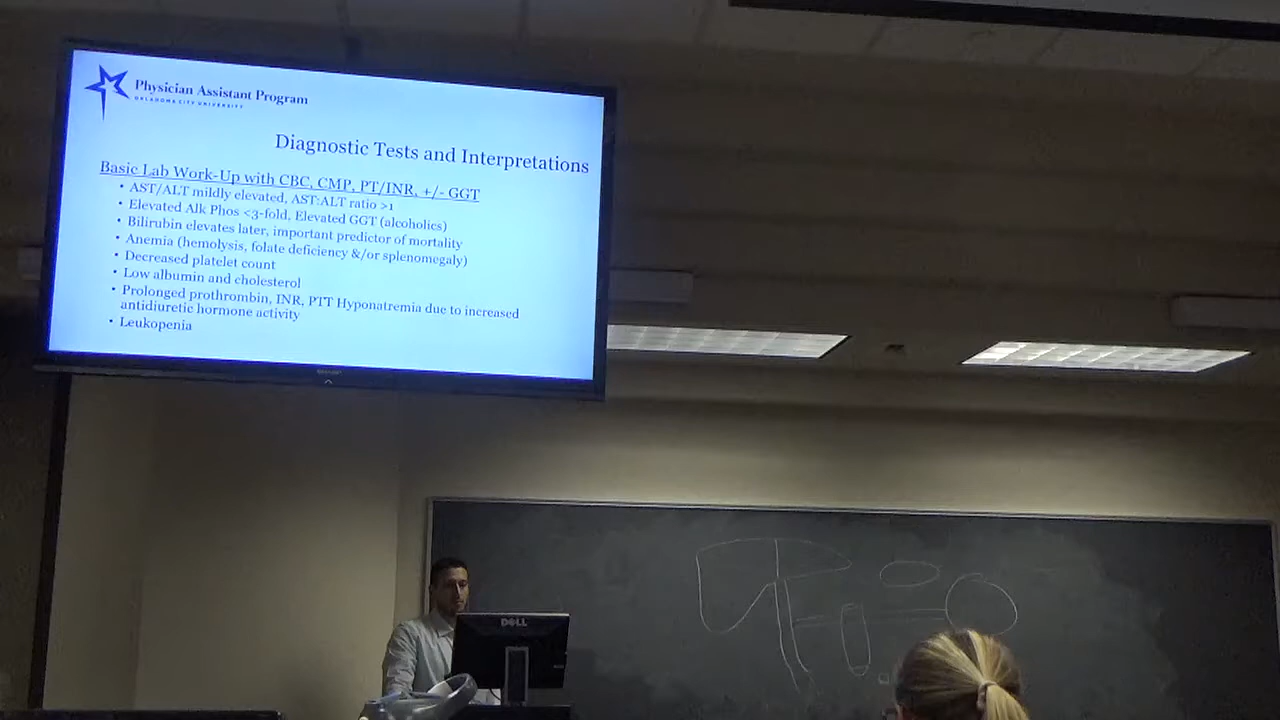 Physician Assistant Program
OKLAHOMA CITY UNIVERSITY
Diagnostic Tests and Interpretations
Basic Lab Work-Up with CBC, CMP, PT/INR, +/- GGT
• AST/ALT mildly elevated, AST:ALT ratio >1
• Elevated Alk Phos <3-fold, Elevated GGT (alcoholics)
• Bilirubin elevates later, important predictor of mortality
• Anemia (hemolysis, folate deficiency &/or splenomegaly)
• Decreased platelet count
• Low albumin and cholesterol
• Prolonged prothrombin, INR, PTT Hyponatremia due to increased
antidiuretic hormone activity
• Leukopenia
SHARP
DELL